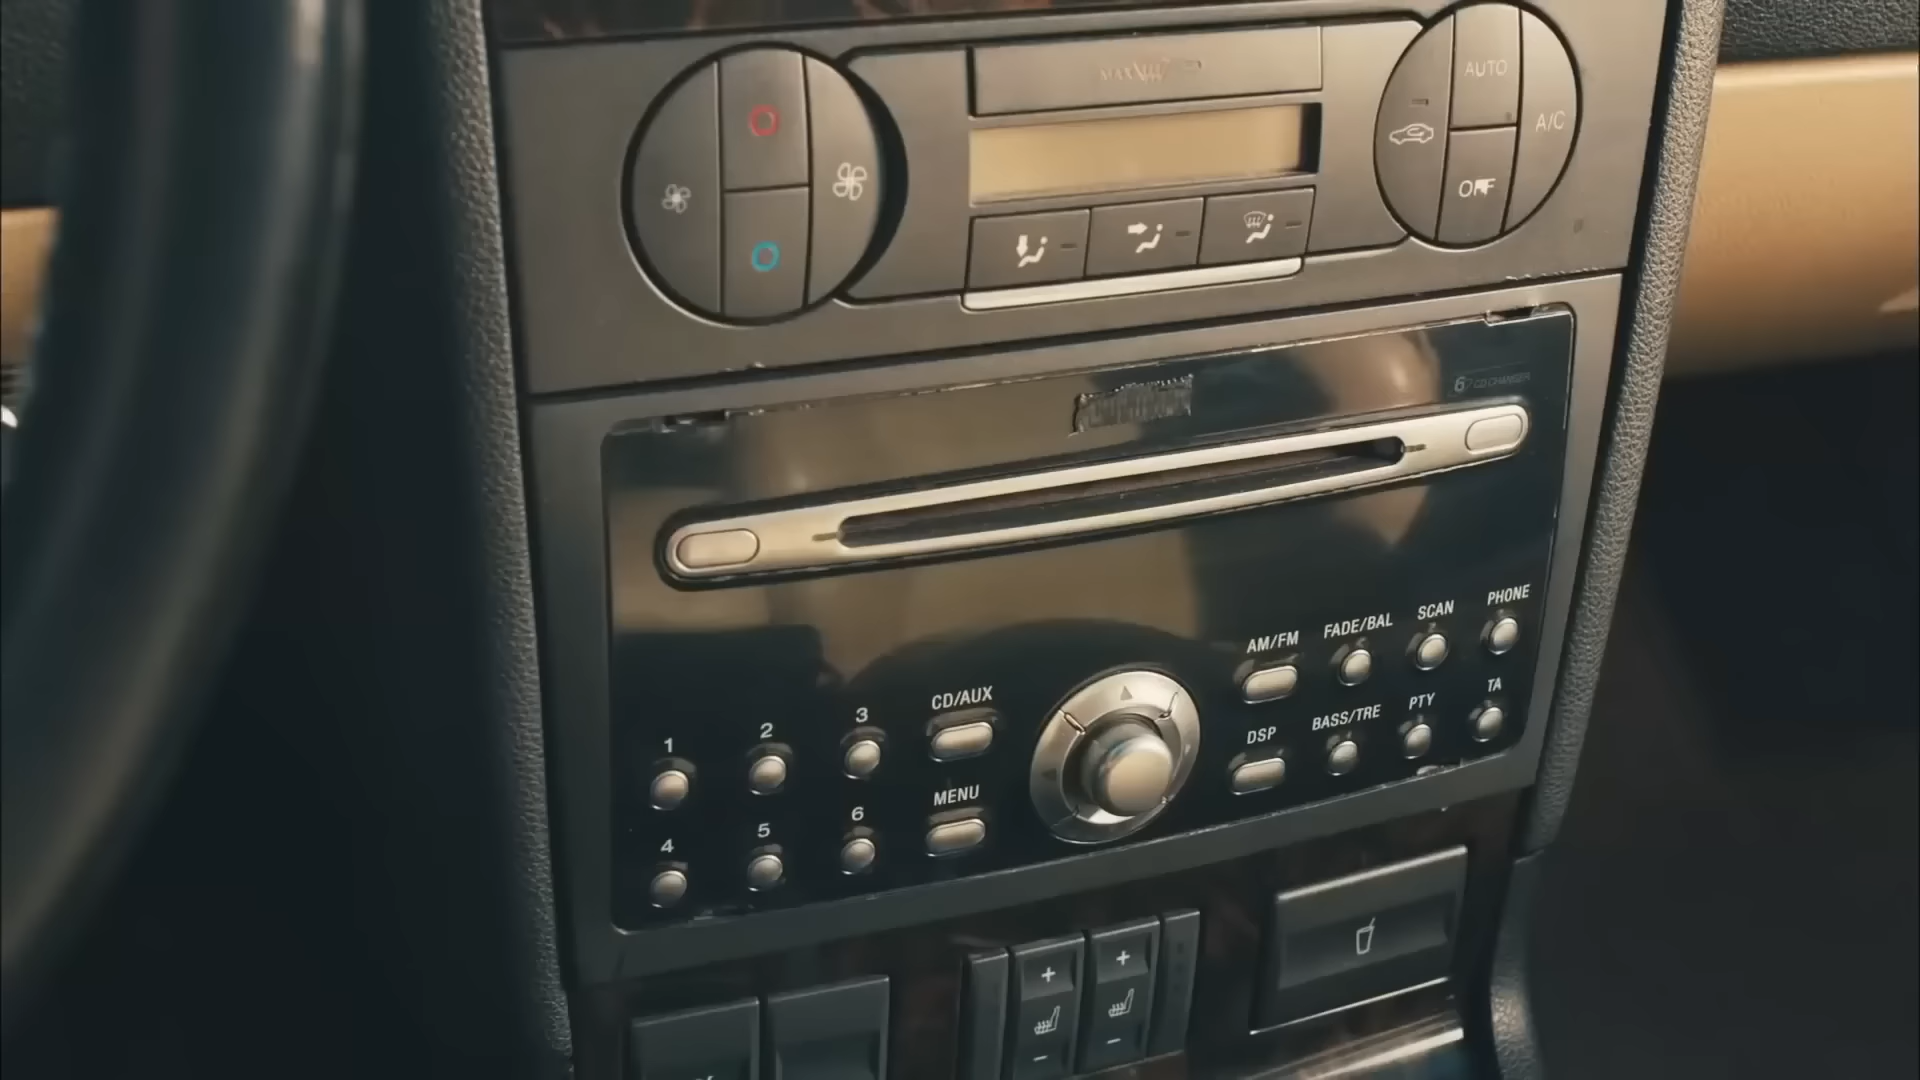 MAX
AUTO
A/C
OFF
6
CD CHANGER
PHONE
SCAN
FADE/BAL
AM/FM
CD/AUX
TA
PTY
BASS/TRE
DSP
1 2 3
MENU
4 5 6
+ +
- -